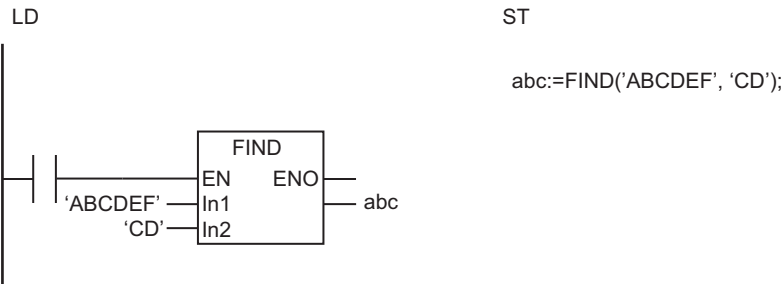 LD
ST
abc:=FIND('ABCDEF', ‘CD’);
FIND
EN ENO
‘ABCDEF’ In1 abc
‘CD’ In2